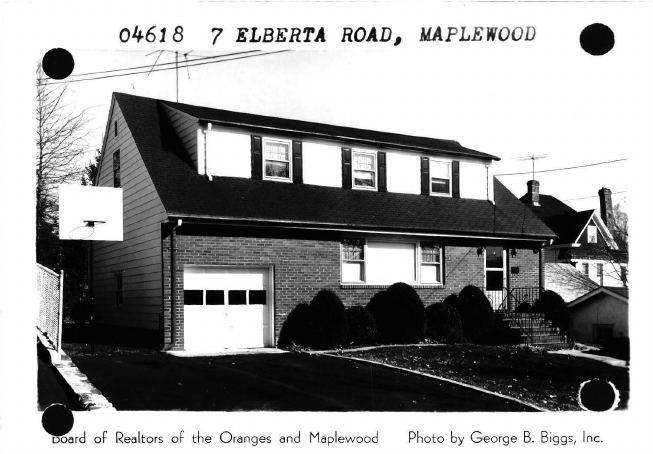 04618 7 ELBERTA ROAD, MAPLEWOOD
Board of Realtors of the Oranges and Maplewood Photo by George B. Biggs, Inc.